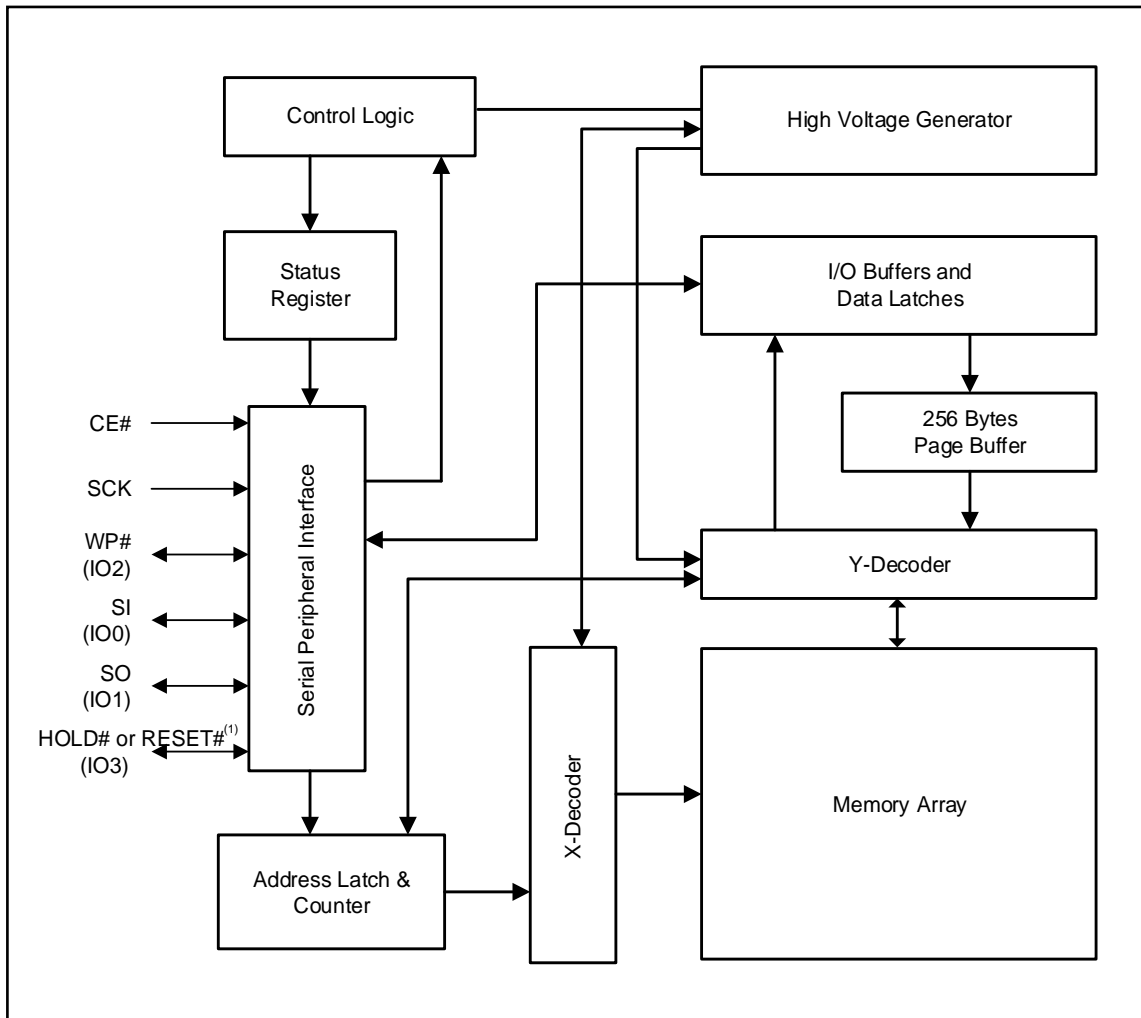 Control Logic
High Voltage Generator
Status
Register
I/O Buffers and
Data Latches
256 Bytes
Page Buffer
CE#
SCK
WP#
(IO2)
SI
(IO0)
SO
(IO1)
HOLD# or RESET#(1)
(IO3)
Serial Peripheral Interface
Y-Decoder
X-Decoder
Memory Array
Address Latch &
Counter